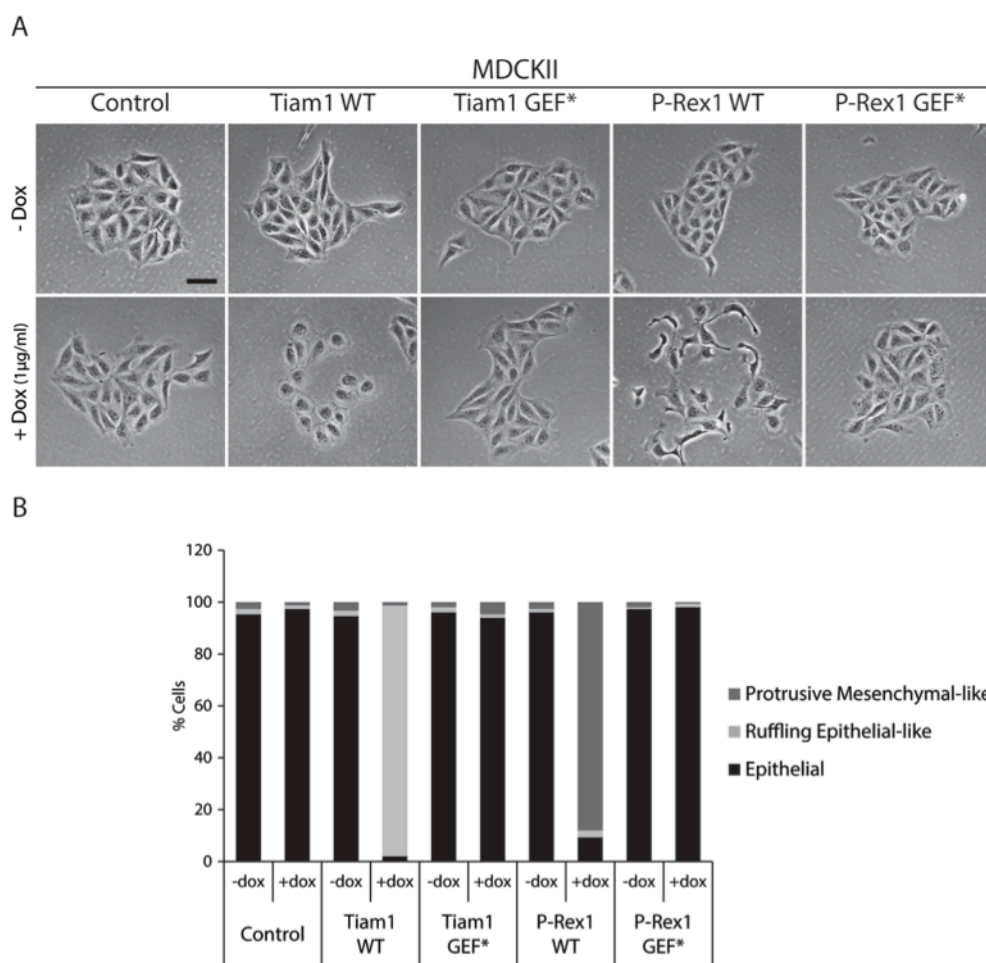 A
MDCKII
Control Tiam1 WT Tiam1 GEF* P-Rex1 WT P-Rex1 GEF*
- Dox
+ Dox (1μg/ml)
B
120
100
80
60
40
20
0
% Cells
Protrusive Mesenchymal-like
Ruffling Epithelial-like
Epithelial
-dox +dox -dox +dox -dox +dox -dox +dox -dox +dox
Control Tiam1 WT Tiam1 GEF* P-Rex1 WT P-Rex1 GEF*